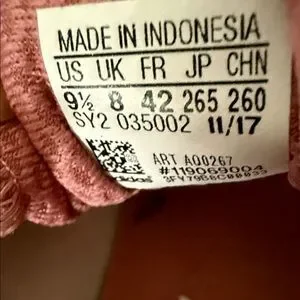 MADE IN INDONESIA
US UK FR JP CHN
9½ 8 42 265 260
SY2 035002 11/17
ART AQ0267
#119069004
adidas